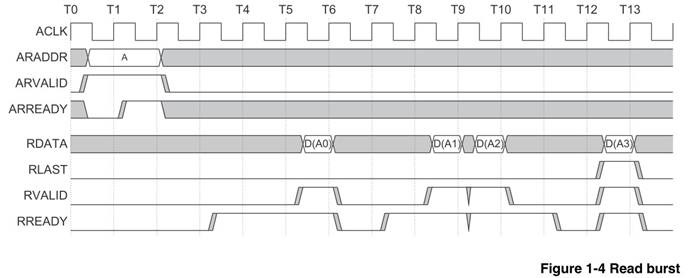 T0 T1 T2 T3 T4 T5 T6 T7 T8 T9 T10 T11 T12 T13
ACLK
ARADDR A
ARVALID
ARREADY
RDATA D(A0) D(A1) D(A2) D(A3)
RLAST
RVALID
RREADY
Figure 1-4 Read burst